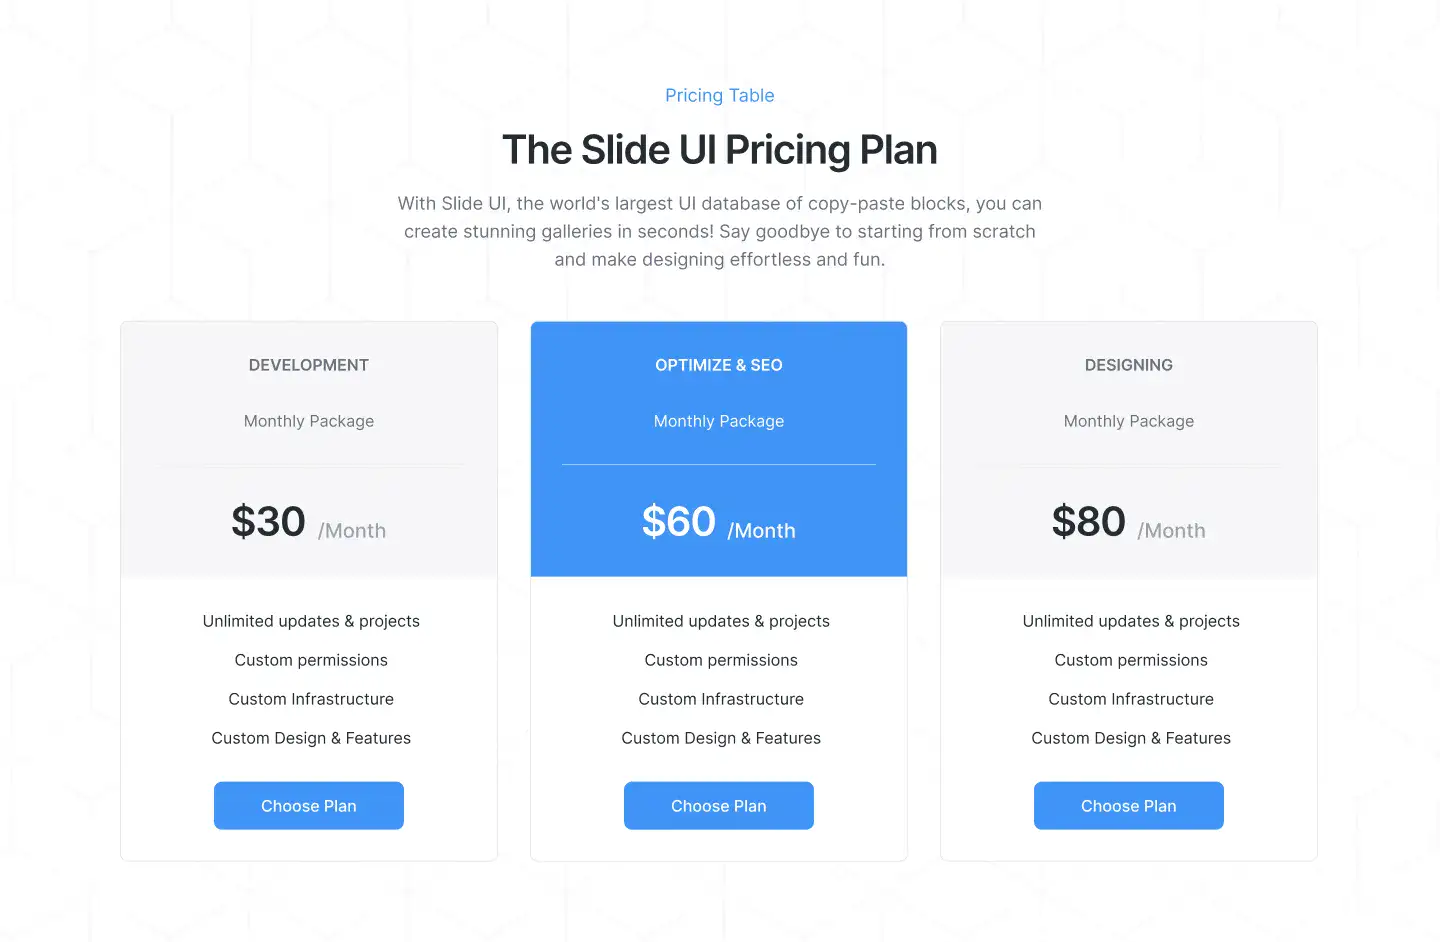 Pricing Table
The Slide UI Pricing Plan
With Slide UI, the world's largest UI database of copy-paste blocks, you can
create stunning galleries in seconds! Say goodbye to starting from scratch
and make designing effortless and fun.
DEVELOPMENT
Monthly Package
$30 /Month
Unlimited updates & projects
Custom permissions
Custom Infrastructure
Custom Design & Features
Choose Plan
OPTIMIZE & SEO
Monthly Package
$60 /Month
Unlimited updates & projects
Custom permissions
Custom Infrastructure
Custom Design & Features
Choose Plan
DESIGNING
Monthly Package
$80 /Month
Unlimited updates & projects
Custom permissions
Custom Infrastructure
Custom Design & Features
Choose Plan